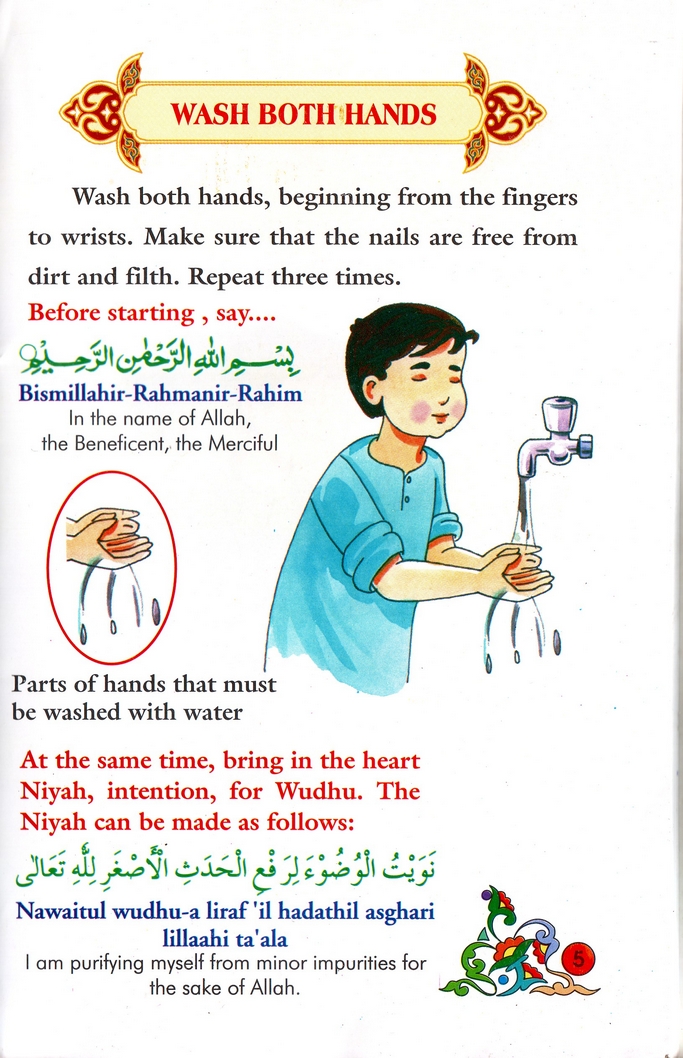 WASH BOTH HANDS
Wash both hands, beginning from the fingers
to wrists. Make sure that the nails are free from
dirt and filth. Repeat three times.
Before starting , say....
بِسْمِ اللهِ الرَّحْمٰنِ الرَّحِيْمِ
Bismillahir-Rahmanir-Rahim
In the name of Allah,
the Beneficent, the Merciful
Parts of hands that must
be washed with water
At the same time, bring in the heart
Niyah, intention, for Wudhu. The
Niyah can be made as follows:
نَوَيْتُ الْوُضُوْءَ لِرَفْعِ الْحَدَثِ الْاَصْغَرِ لِلّٰهِ تَعَالٰى
Nawaitul wudhu-a liraf 'il hadathil asghari
lillaahi ta'ala
I am purifying myself from minor impurities for
the sake of Allah.
5